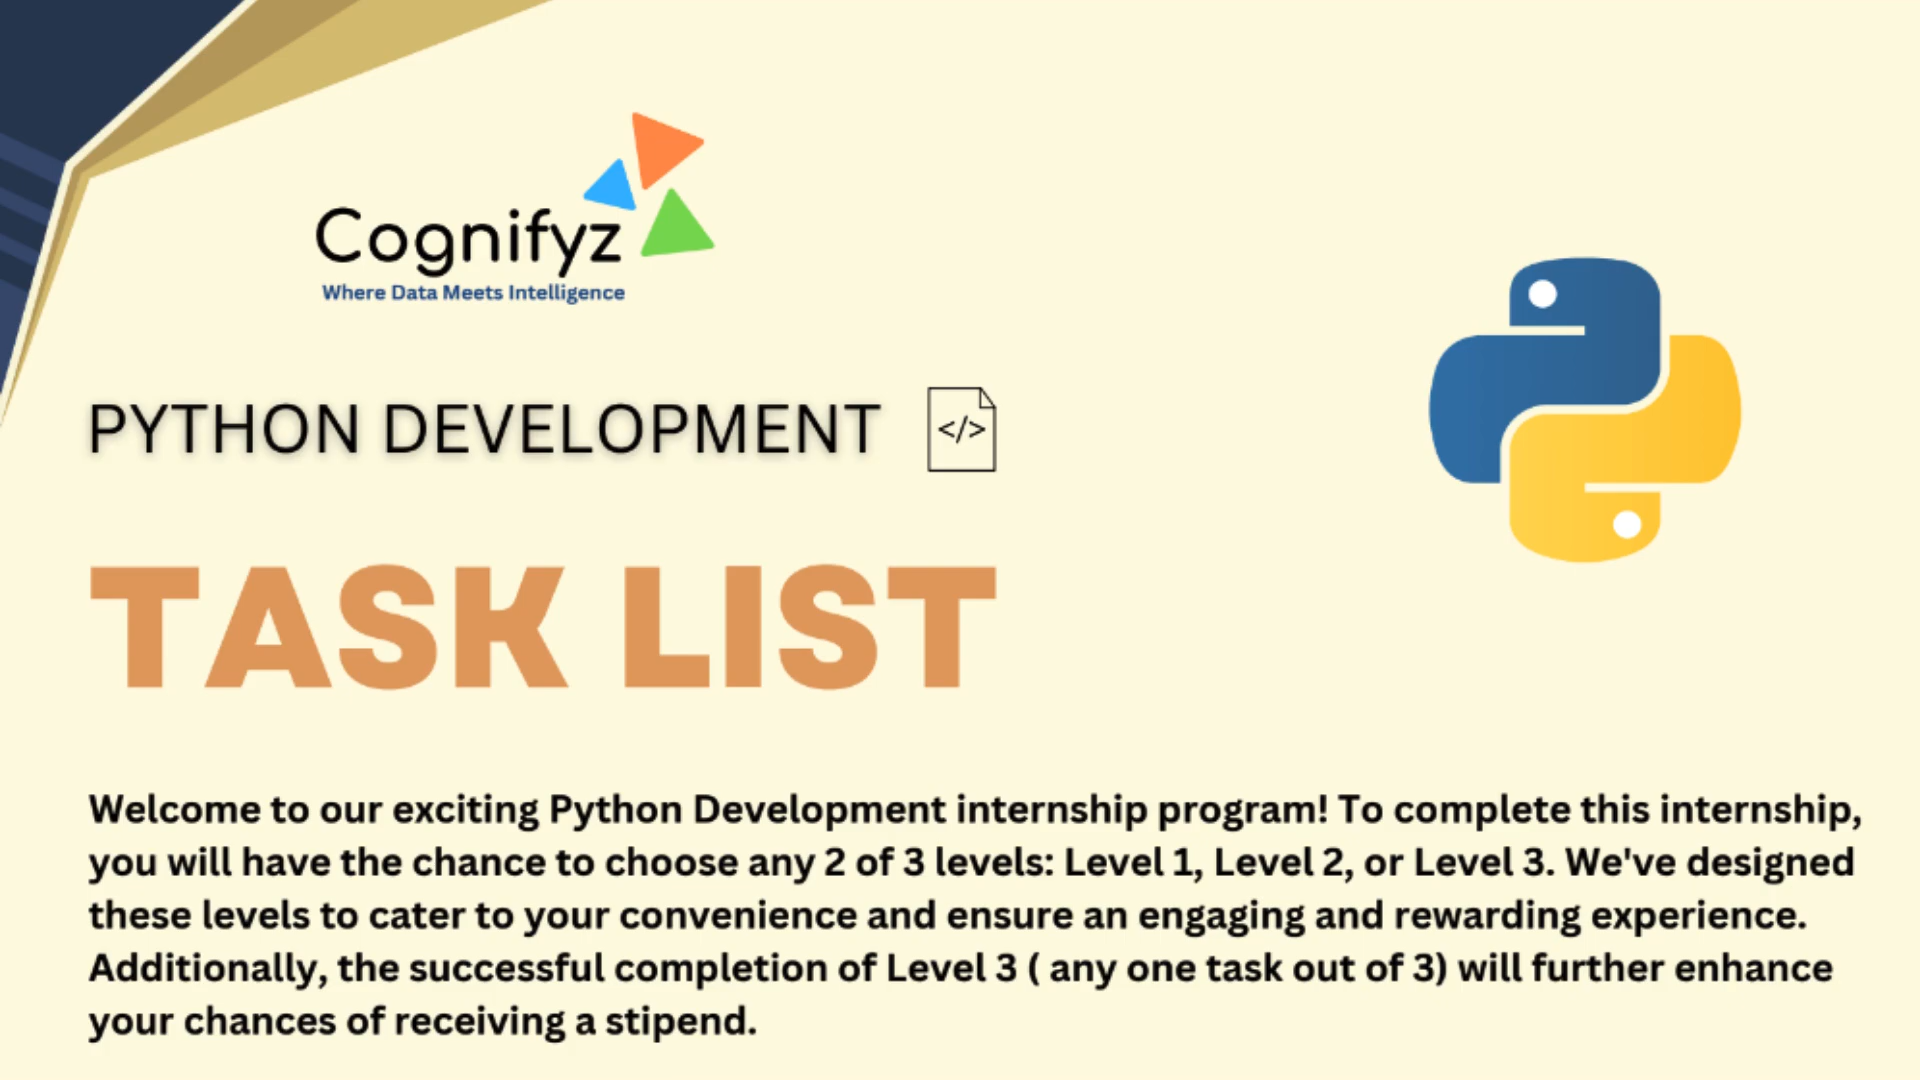 Cognifyz
Where Data Meets Intelligence
PYTHON DEVELOPMENT </>
TASK LIST
Welcome to our exciting Python Development internship program! To complete this internship,
you will have the chance to choose any 2 of 3 levels: Level 1, Level 2, or Level 3. We've designed
these levels to cater to your convenience and ensure an engaging and rewarding experience.
Additionally, the successful completion of Level 3 ( any one task out of 3) will further enhance
your chances of receiving a stipend.